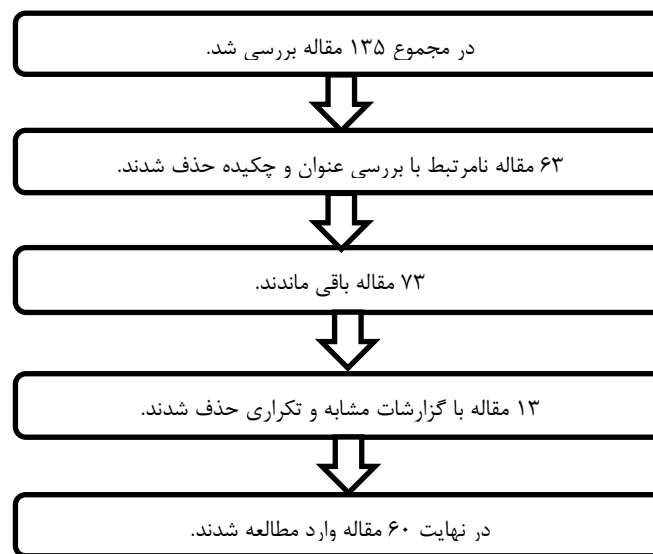 در مجموع ۱۳۵ مقاله بررسی شد.
۶۳ مقاله نامرتبط با بررسی عنوان و چکیده حذف شدند.
۷۳ مقاله باقی ماندند.
۱۳ مقاله با گزارشات مشابه و تکراری حذف شدند.
در نهایت ۶۰ مقاله وارد مطالعه شدند.